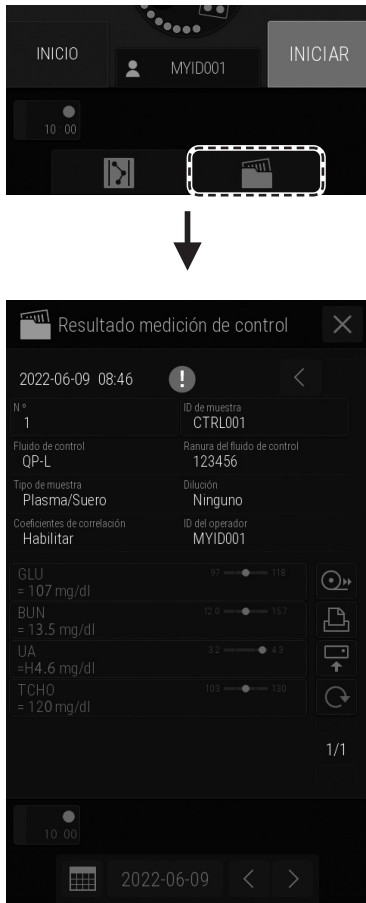 INICIO
MYID001
INICIAR
10 : 00
Resultado medición de control
2022-06-09 08:46
N º
1
ID de muestra
CTRL001
Fluido de control
QP-L
Ranura del fluido de control
123456
Tipo de muestra
Plasma/Suero
Dilución
Ninguno
Coeficientes de correlación
Habilitar
ID del operador
MYID001
GLU
= 107 mg/dl
97 118
BUN
= 13.5 mg/dl
12.0 15.7
UA
=H4.6 mg/dl
3.2 4.3
TCHO
= 120 mg/dl
103 130
1/1
10 00
2022-06-09